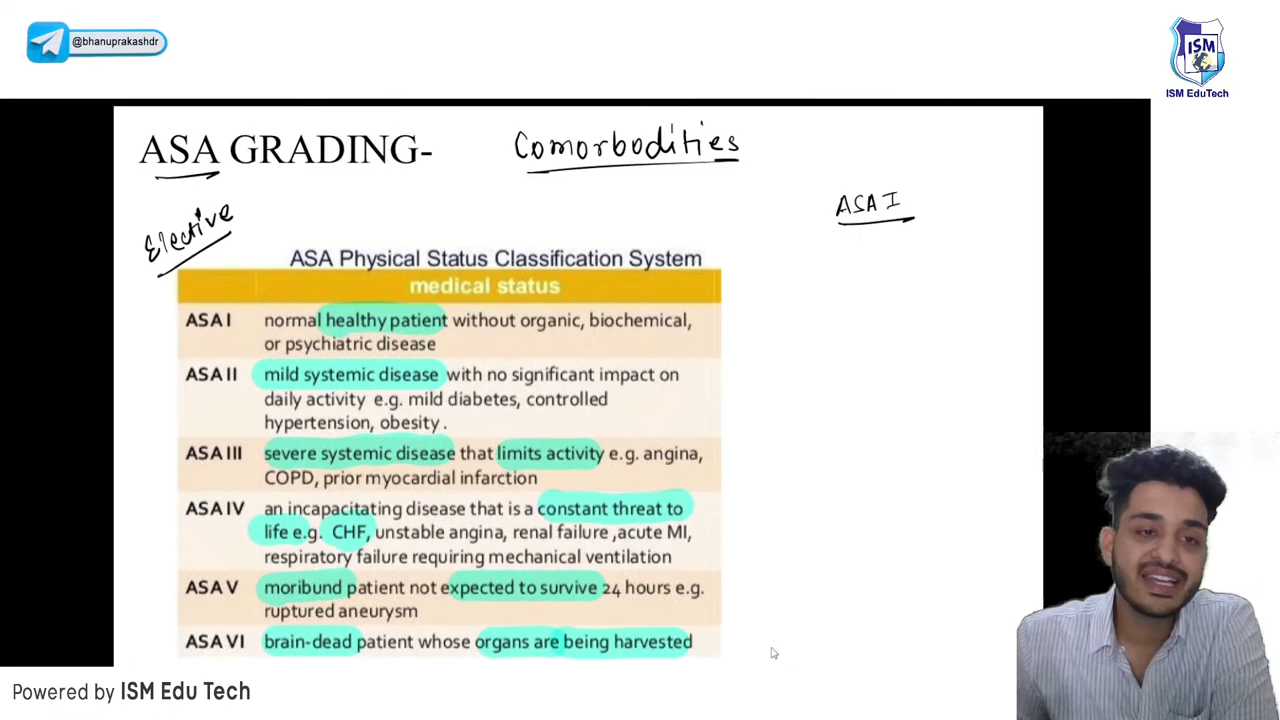 @bhanuprakashdr
ISM
ISM EduTech
ASA GRADING-
Comorbodities
ASA I
Elective
ASA Physical Status Classification System
medical status
ASA I normal healthy patient without organic, biochemical,
or psychiatric disease
ASA II mild systemic disease with no significant impact on
daily activity e.g. mild diabetes, controlled
hypertension, obesity .
ASA III severe systemic disease that limits activity e.g. angina,
COPD, prior myocardial infarction
ASA IV an incapacitating disease that is a constant threat to
life e.g. CHF, unstable angina, renal failure ,acute MI,
respiratory failure requiring mechanical ventilation
ASA V moribund patient not expected to survive 24 hours e.g.
ruptured aneurysm
ASA VI brain-dead patient whose organs are being harvested
Powered by ISM Edu Tech